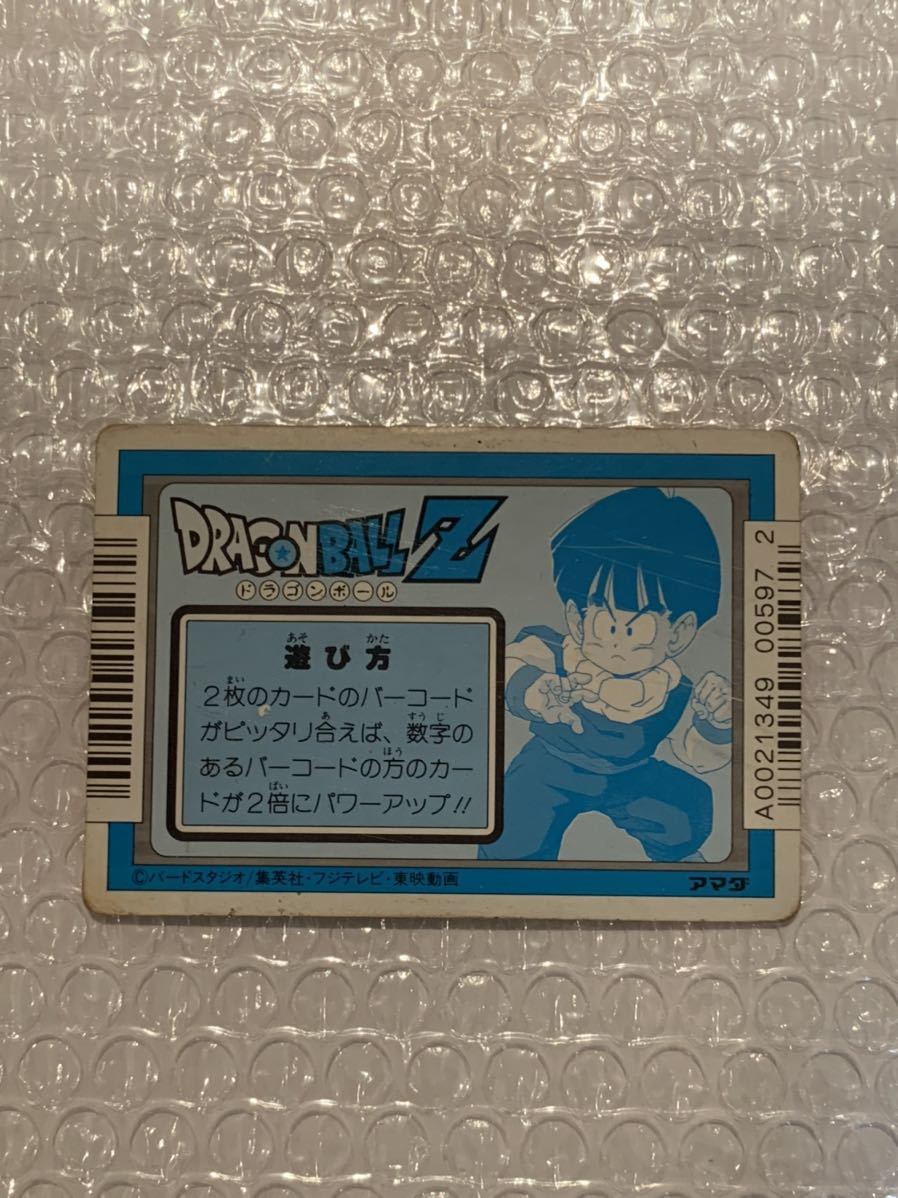 DRAGON BALL Z
ドラゴンボール
あそ かた
遊び方
まい
2枚のカードのバーコード
あ すうじ
がピッタリ合えば、数字の
ほう
あるバーコードの方のカー
ばい
ドが2倍にパワーアップ!!
©バードスタジオ/集英社・フジテレビ・東映動画
アマダ
A0021349 00597 2